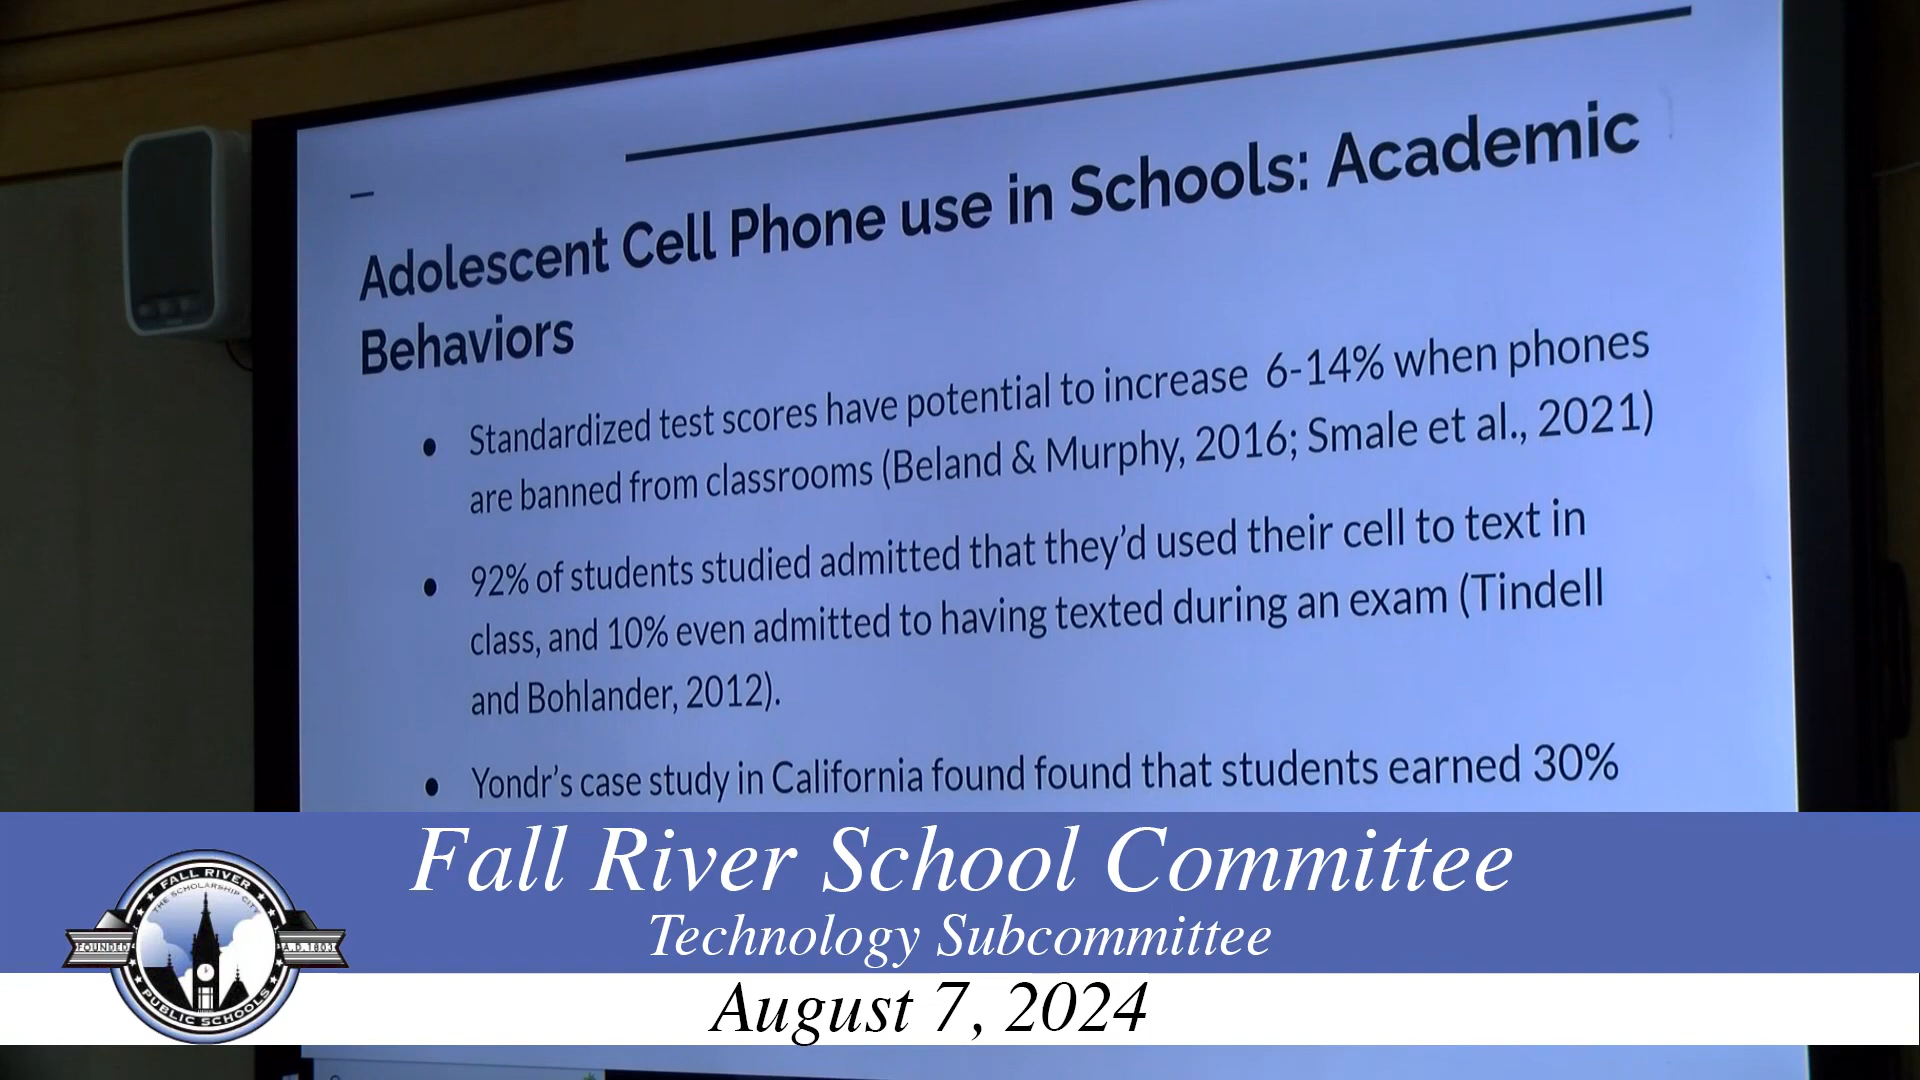 Adolescent Cell Phone use in Schools: Academic
Behaviors
● Standardized test scores have potential to increase 6-14% when phones
are banned from classrooms (Beland & Murphy, 2016; Smale et al., 2021)
● 92% of students studied admitted that they’d used their cell to text in
class, and 10% even admitted to having texted during an exam (Tindell
and Bohlander, 2012).
● Yondr’s case study in California found found that students earned 30%
Fall River School Committee
Technology Subcommittee
August 7, 2024
FALL RIVER
THE SCHOLARSHIP CITY
FOUNDED
A.D. 1803
PUBLIC SCHOOLS